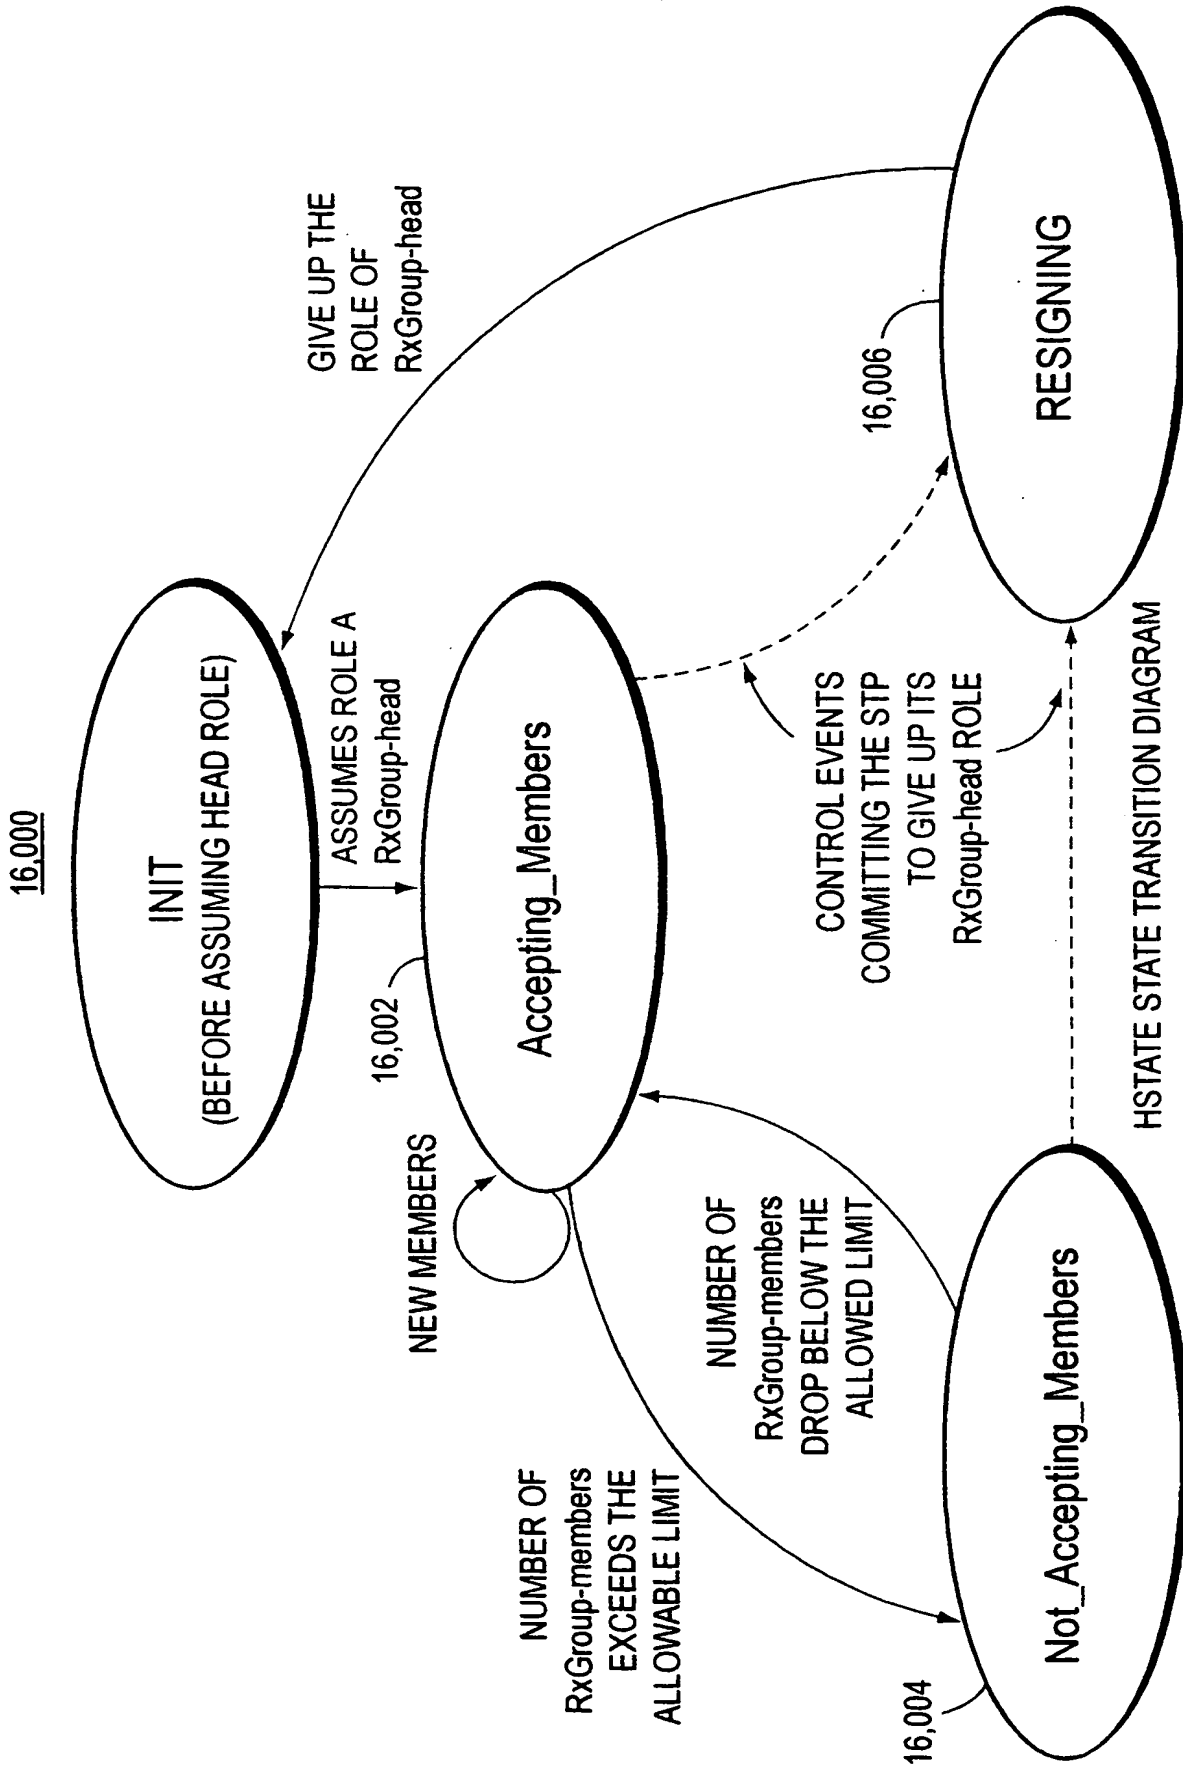 16,000
INIT
(BEFORE ASSUMING HEAD ROLE)
ASSUMES ROLE A
RxGroup-head
GIVE UP THE
ROLE OF
RxGroup-head
16,002
Accepting_Members
NEW MEMBERS
NUMBER OF
RxGroup-members
EXCEEDS THE
ALLOWABLE LIMIT
NUMBER OF
RxGroup-members
DROP BELOW THE
ALLOWED LIMIT
CONTROL EVENTS
COMMITTING THE STP
TO GIVE UP ITS
RxGroup-head ROLE
16,006
RESIGNING
16,004
Not_Accepting_Members
HSTATE STATE TRANSITION DIAGRAM